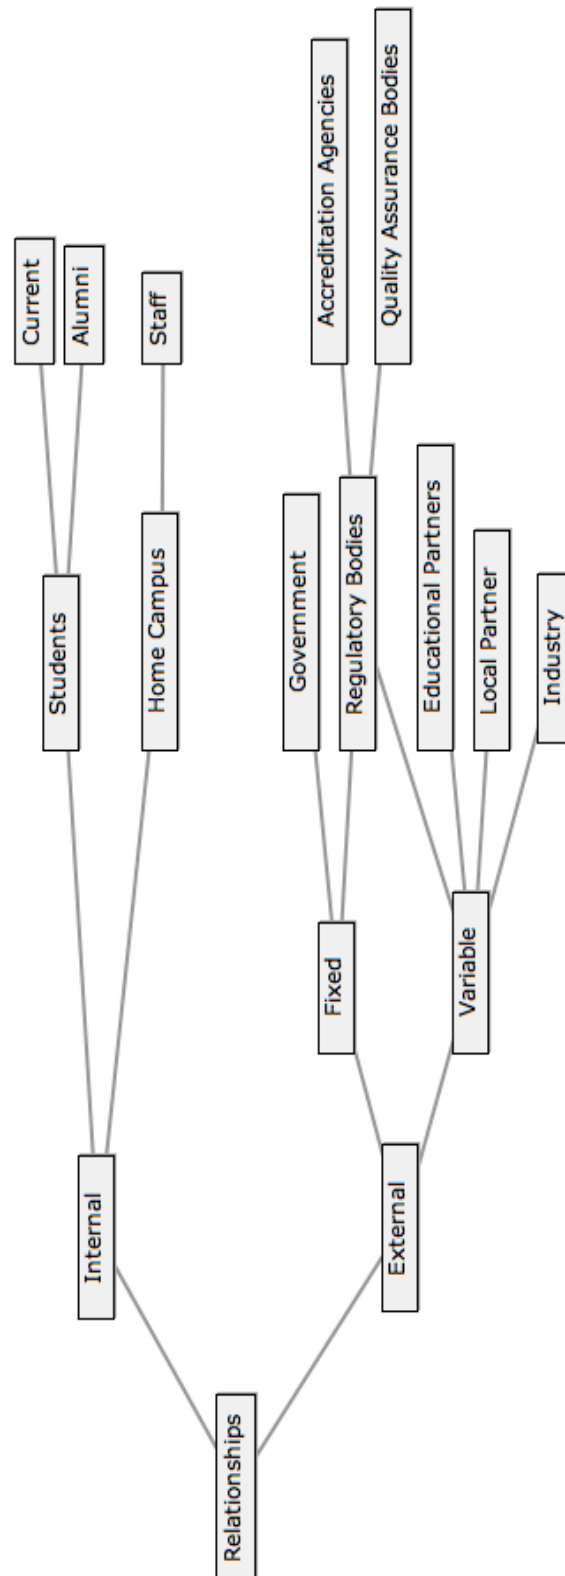 Relationships
Internal
External
Students
Home Campus
Fixed
Variable
Current
Alumni
Staff
Government
Regulatory Bodies
Educational Partners
Local Partner
Industry
Accreditation Agencies
Quality Assurance Bodies